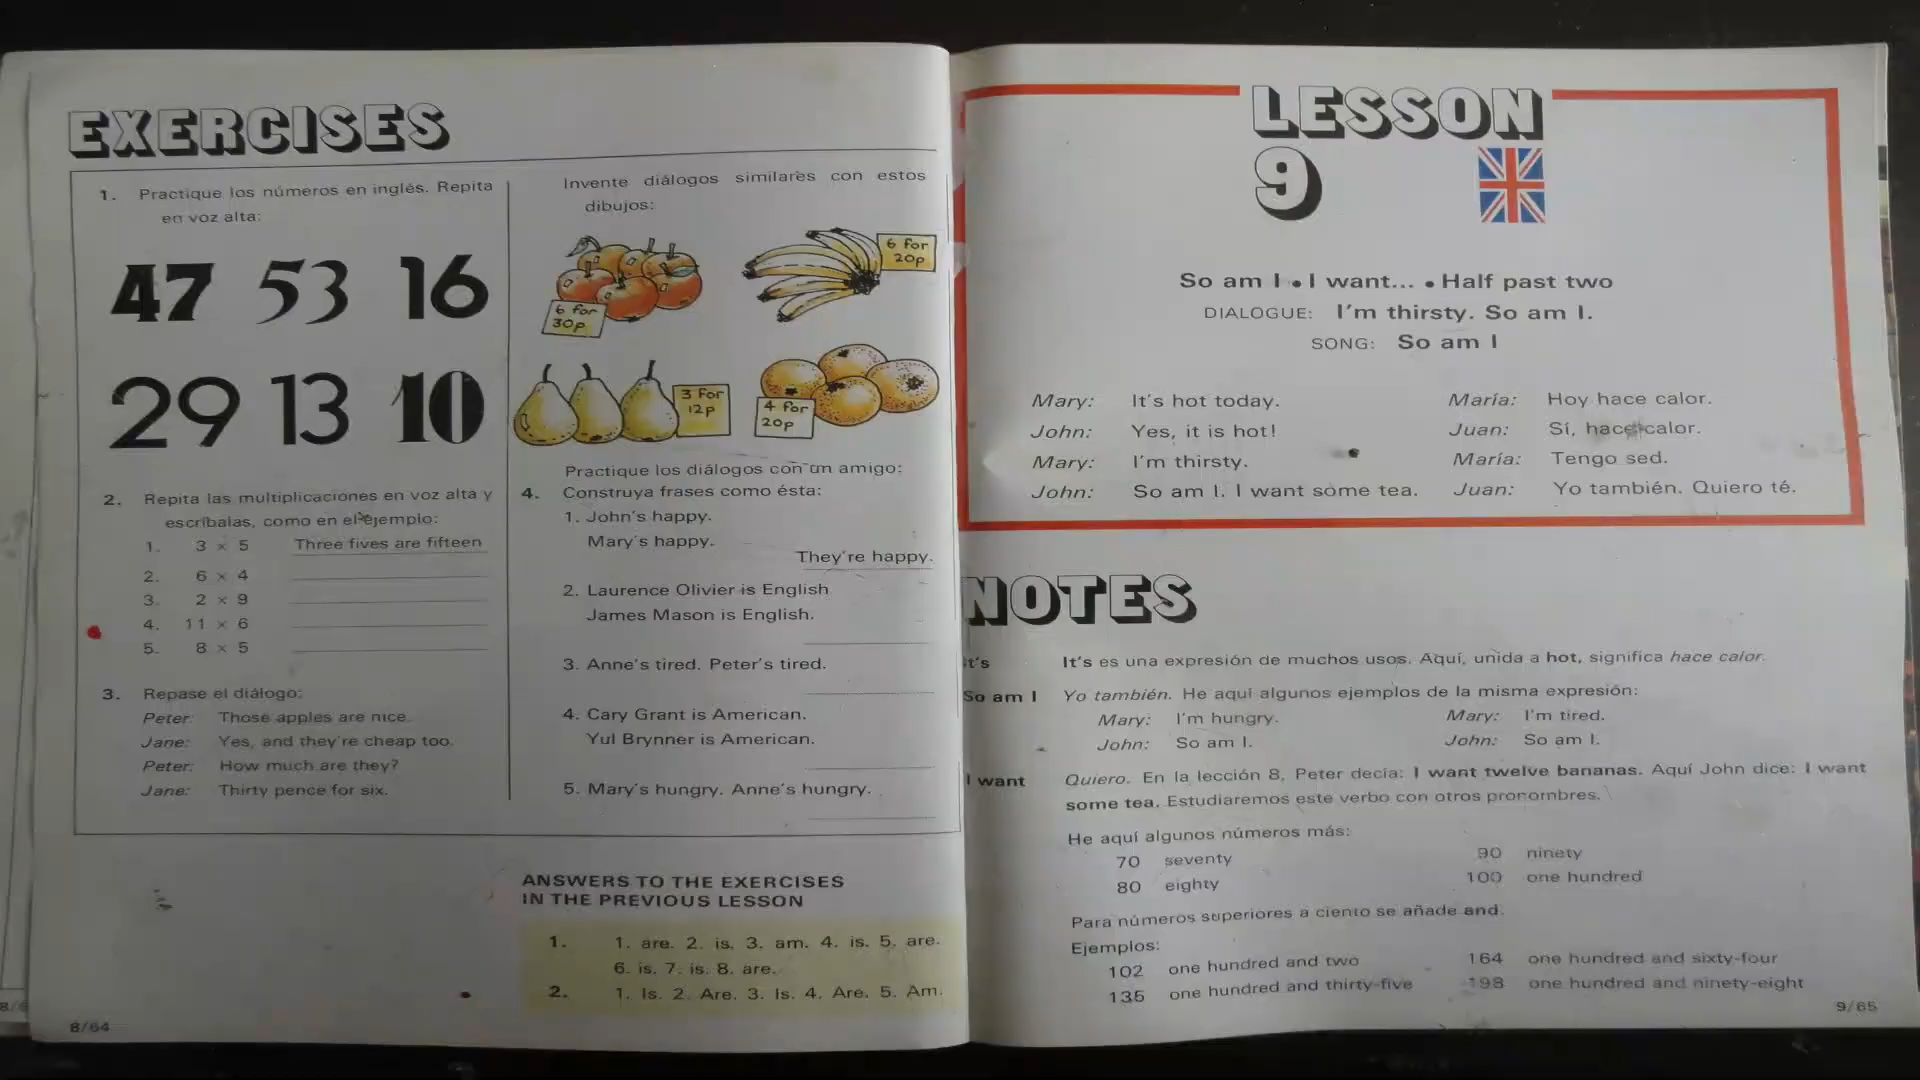 EXERCISES
1. Practique los números en inglés. Repita
en voz alta:
47 53 16
29 13 10
2. Repita las multiplicaciones en voz alta y
escríbalas, como en el ejemplo:
1. 3 × 5 Three fives are fifteen
2. 6 × 4
3. 2 × 9
4. 11 × 6
5. 8 × 5
3. Repase el diálogo:
Peter: Those apples are nice.
Jane: Yes, and they're cheap too.
Peter: How much are they?
Jane: Thirty pence for six.
Invente diálogos similares con estos
dibujos:
6 for
30p
6 for
20p
3 for
12p
4 for
20p
Practique los diálogos con un amigo:
4. Construya frases como ésta:
1. John's happy.
Mary's happy.
They're happy.
2. Laurence Olivier is English
James Mason is English.
3. Anne's tired. Peter's tired.
4. Cary Grant is American.
Yul Brynner is American.
5. Mary's hungry. Anne's hungry.
ANSWERS TO THE EXERCISES
IN THE PREVIOUS LESSON
1. 1. are. 2. is. 3. am. 4. is. 5. are.
6. is. 7. is. 8. are.
2. 1. Is. 2. Are. 3. Is. 4. Are. 5. Am.
8/64
LESSON
9
So am I • I want... • Half past two
DIALOGUE: I'm thirsty. So am I.
SONG: So am I
Mary: It's hot today. María: Hoy hace calor.
John: Yes, it is hot! Juan: Sí, hace calor.
Mary: I'm thirsty. María: Tengo sed.
John: So am I. I want some tea. Juan: Yo también. Quiero té.
NOTES
It's It's es una expresión de muchos usos. Aquí, unida a hot, significa hace calor.
So am I Yo también. He aquí algunos ejemplos de la misma expresión:
Mary: I'm hungry. Mary: I'm tired.
John: So am I. John: So am I.
I want Quiero. En la lección 8, Peter decía: I want twelve bananas. Aquí John dice: I want
some tea. Estudiaremos este verbo con otros pronombres.
He aquí algunos números más:
70 seventy 90 ninety
80 eighty 100 one hundred
Para números superiores a ciento se añade and.
Ejemplos:
102 one hundred and two 164 one hundred and sixty-four
135 one hundred and thirty-five 198 one hundred and ninety-eight
9/65